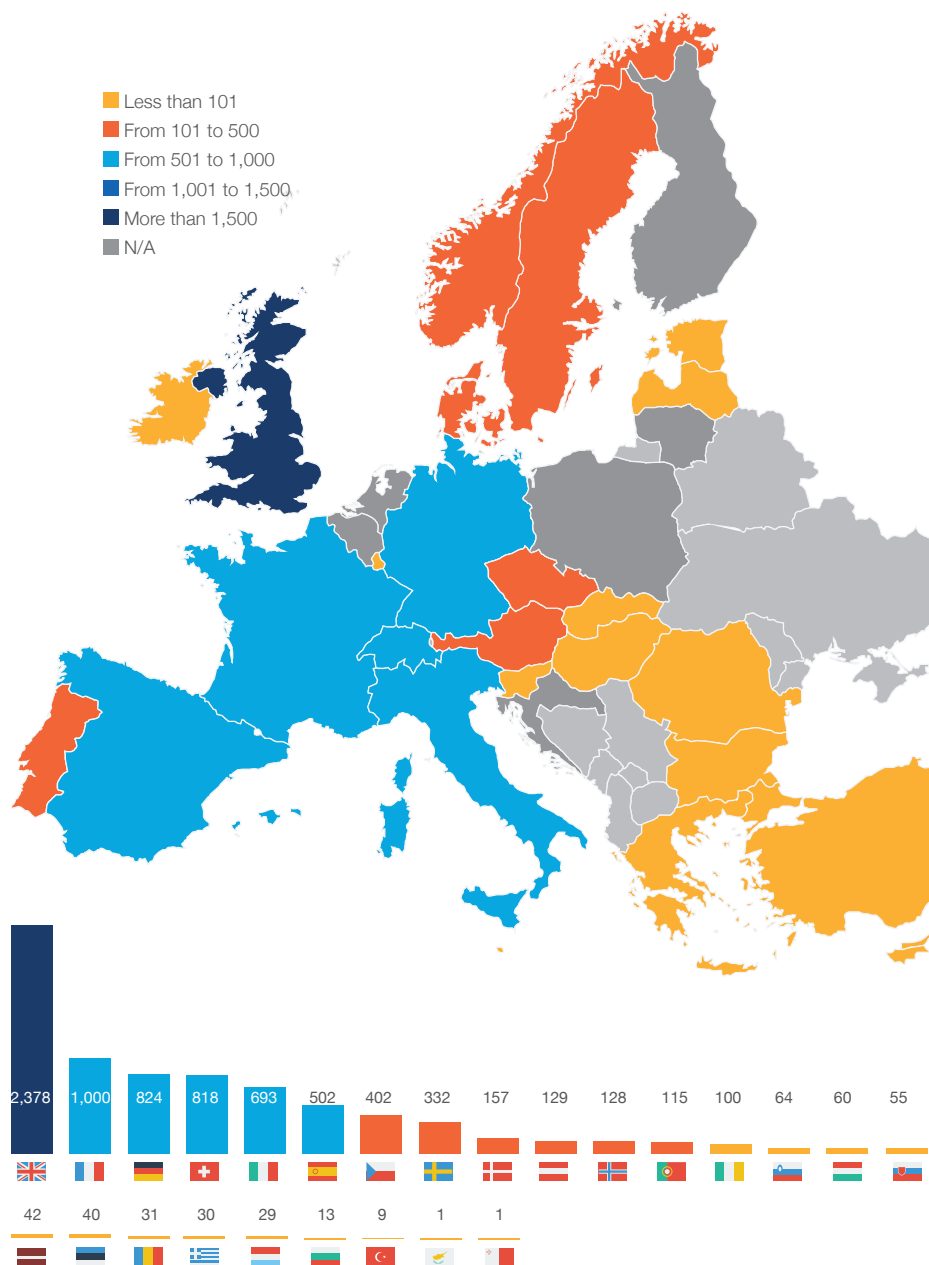 Less than 101
From 101 to 500
From 501 to 1,000
From 1,001 to 1,500
More than 1,500
N/A
2,378 1,000 824 818 693 502 402 332 157 129 128 115 100 64 60 55
42 40 31 30 29 13 9 1 1